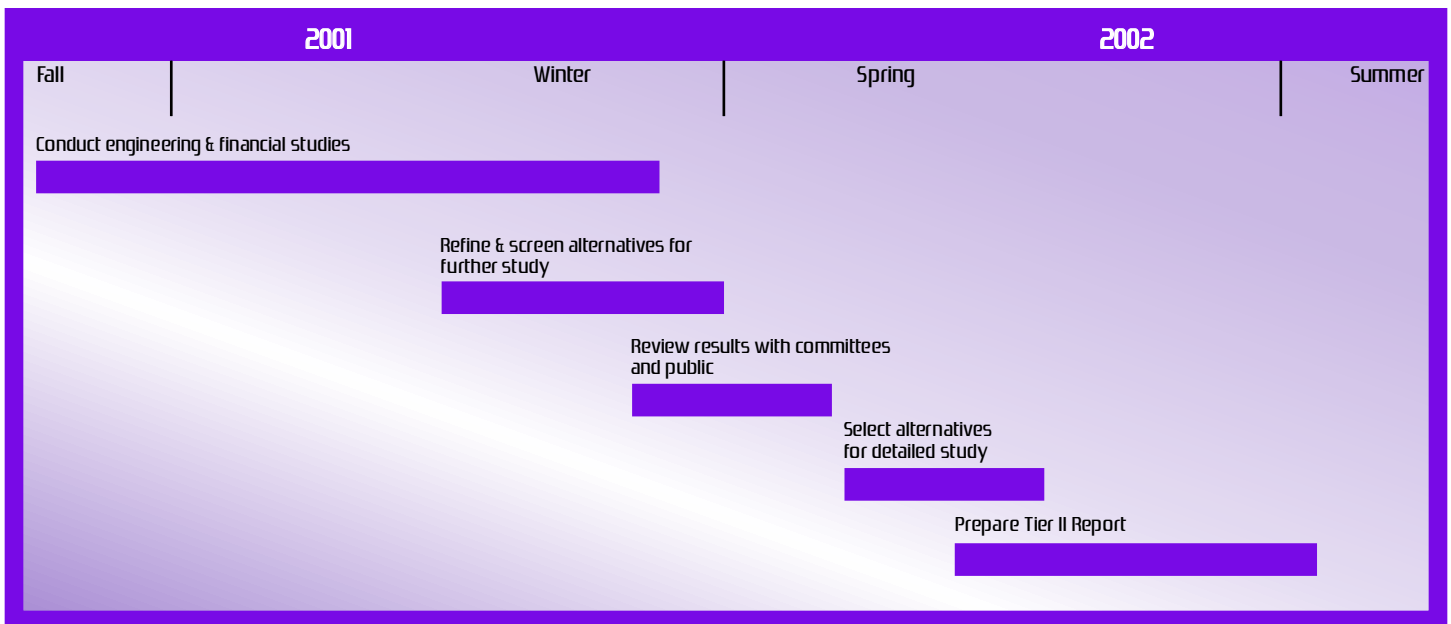 2001 2002
Fall Winter Spring Summer
Conduct engineering & financial studies
Refine & screen alternatives for
further study
Review results with committees
and public
Select alternatives
for detailed study
Prepare Tier II Report